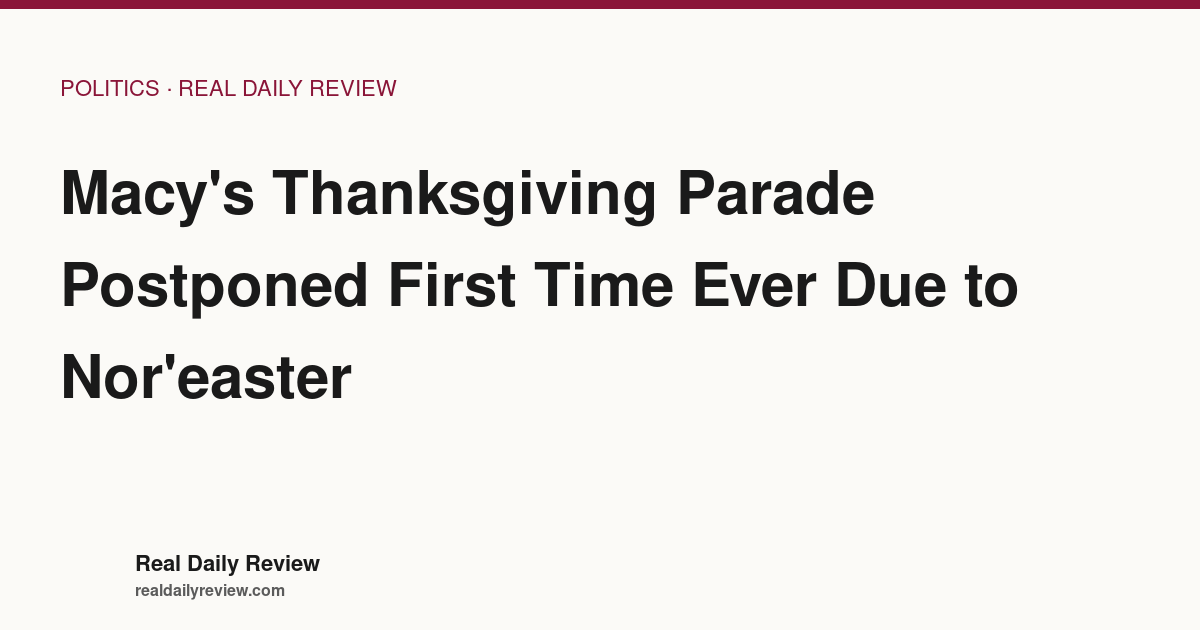 POLITICS · REAL DAILY REVIEW
Macy's Thanksgiving Parade
Postponed First Time Ever Due to
Nor'easter
Real Daily Review
realdailyreview.com